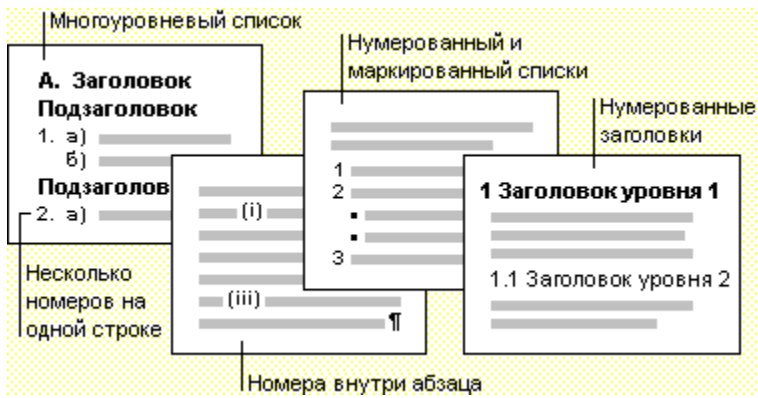 Многоуровневый список
А. Заголовок
Подзаголовок
1. а)
б)
Подзаголов
2. а)
Несколько
номеров на
одной строке
(i)
(iii)
¶
Номера внутри абзаца
Нумерованный и
маркированный списки
1
2
▪
▪
3
Нумерованные
заголовки
1 Заголовок уровня 1
1.1 Заголовок уровня 2